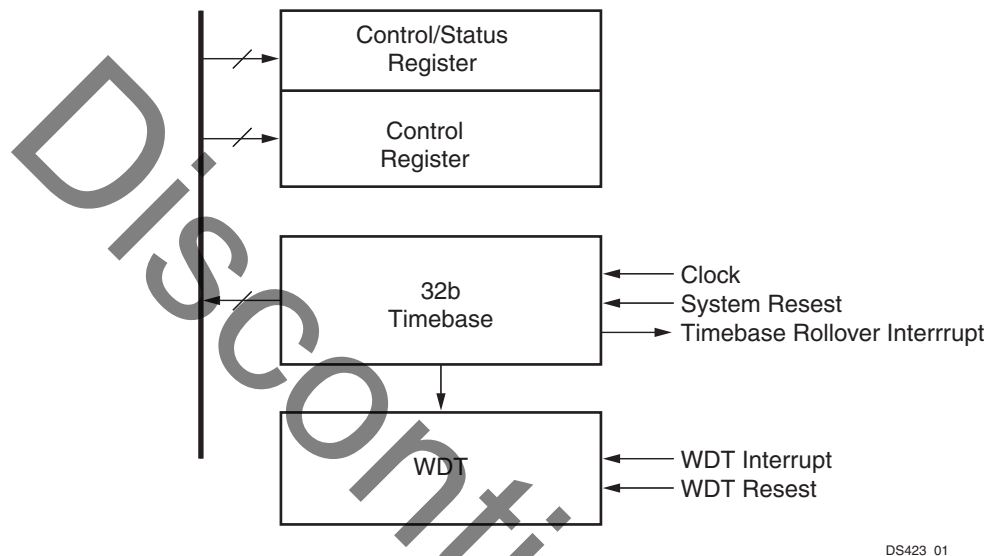 Control/Status
Register
Control
Register
32b
Timebase
Clock
System Resest
Timebase Rollover Interrrupt
WDT
WDT Interrupt
WDT Resest
Disconti
DS423_01